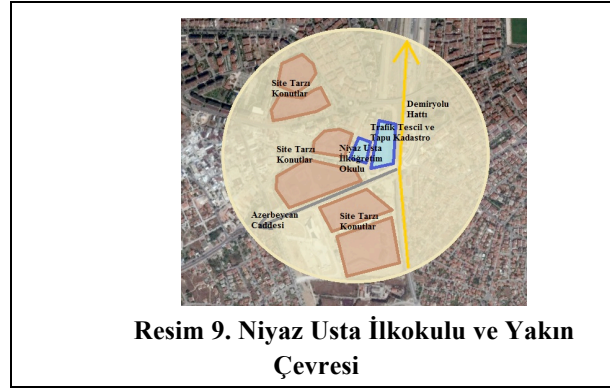 Site Tarzı
Konutlar
Demiryolu
Hattı
Trafik Tescil ve
Tapu Kadastro
Site Tarzı
Konutlar
Niyaz Usta
İlköğretim
Okulu
Azerbeycan
Caddesi
Site Tarzı
Konutlar
Resim 9. Niyaz Usta İlkokulu ve Yakın
Çevresi